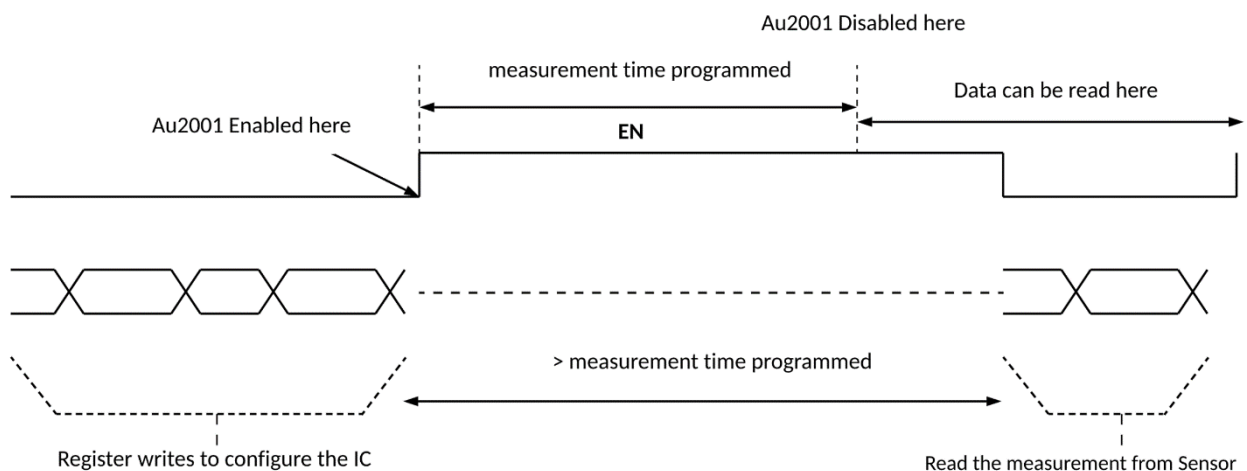 Au2001 Disabled here
measurement time programmed
Data can be read here
Au2001 Enabled here
EN
> measurement time programmed
Register writes to configure the IC
Read the measurement from Sensor